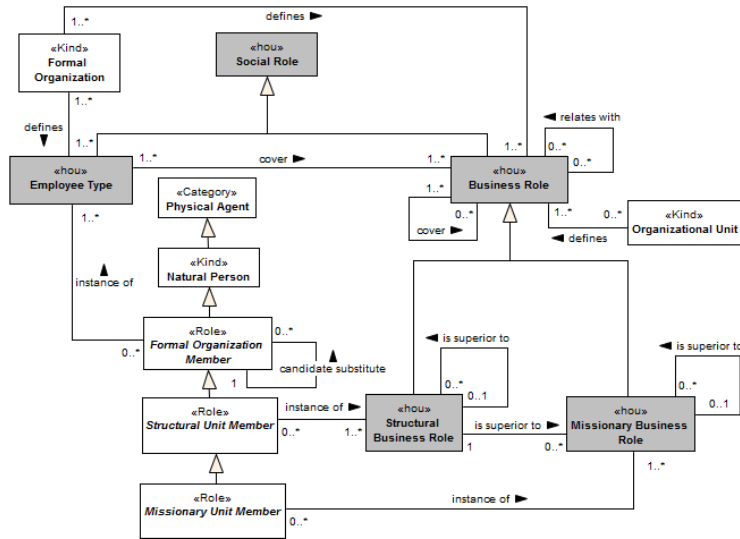 1..*
defines ►
«Kind»
Formal
Organization
«hou»
Social Role
1..*
defines
▼
1..*
1..*
cover ►
1..*
1..*
◄ relates with
0..*
0..*
«hou»
Employee Type
«hou»
Business Role
1..*
«Category»
Physical Agent
1..*
0..*
cover ►
1..*
0..*
◄ defines
«Kind»
Organizational Unit
▲
instance of
«Kind»
Natural Person
0..*
«Role»
Formal Organization
Member
0..*
▲
candidate substitute
1
◄ is superior to
0..*
0..1
◄ is superior to
0..*
0..1
«Role»
Structural Unit Member
instance of ►
0..*
1..*
«hou»
Structural
Business Role
is superior to ►
1
0..*
«hou»
Missionary Business
Role
1..*
«Role»
Missionary Unit Member
instance of ►
0..*